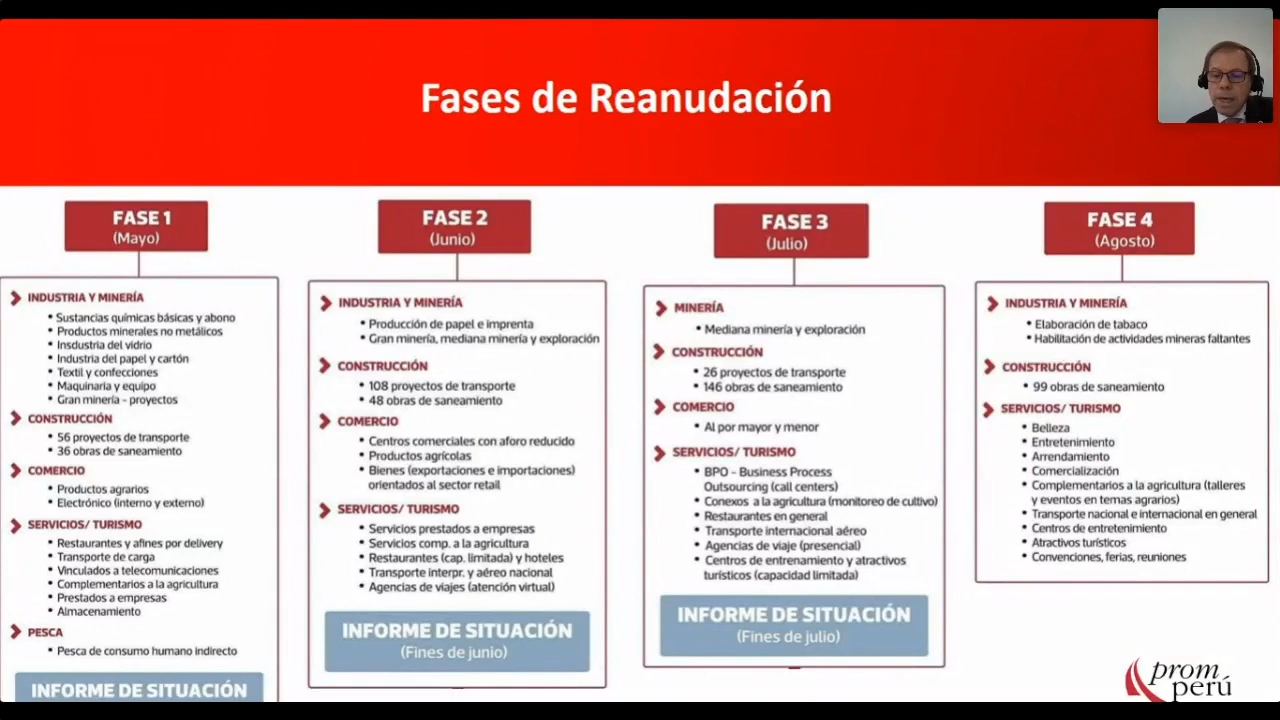 Fases de Reanudación
FASE 1
(Mayo)
INDUSTRIA Y MINERÍA
• Sustancias químicas básicas y abono
• Productos minerales no metálicos
• Insdustria del vidrio
• Industria del papel y cartón
• Textil y confecciones
• Maquinaria y equipo
• Gran minería - proyectos
CONSTRUCCIÓN
• 56 proyectos de transporte
• 36 obras de saneamiento
COMERCIO
• Productos agrarios
• Electrónico (interno y externo)
SERVICIOS/ TURISMO
• Restaurantes y afines por delivery
• Transporte de carga
• Vinculados a telecomunicaciones
• Complementarios a la agricultura
• Prestados a empresas
• Almacenamiento
PESCA
• Pesca de consumo humano indirecto
INFORME DE SITUACIÓN
FASE 2
(Junio)
INDUSTRIA Y MINERÍA
• Producción de papel e imprenta
• Gran minería, mediana minería y exploración
CONSTRUCCIÓN
• 108 proyectos de transporte
• 48 obras de saneamiento
COMERCIO
• Centros comerciales con aforo reducido
• Productos agrícolas
• Bienes (exportaciones e importaciones)
orientados al sector retail
SERVICIOS/ TURISMO
• Servicios prestados a empresas
• Servicios comp. a la agricultura
• Restaurantes (cap. limitada) y hoteles
• Transporte interpr. y aéreo nacional
• Agencias de viajes (atención virtual)
INFORME DE SITUACIÓN
(Fines de junio)
FASE 3
(Julio)
MINERÍA
• Mediana minería y exploración
CONSTRUCCIÓN
• 26 proyectos de transporte
• 146 obras de saneamiento
COMERCIO
• Al por mayor y menor
SERVICIOS/ TURISMO
• BPO - Business Process
Outsourcing (call centers)
• Conexos a la agricultura (monitoreo de cultivo)
• Restaurantes en general
• Transporte internacional aéreo
• Agencias de viaje (presencial)
• Centros de entrenamiento y atractivos
turísticos (capacidad limitada)
INFORME DE SITUACIÓN
(Fines de julio)
FASE 4
(Agosto)
INDUSTRIA Y MINERÍA
• Elaboración de tabaco
• Habilitación de actividades mineras faltantes
CONSTRUCCIÓN
• 99 obras de saneamiento
SERVICIOS/ TURISMO
• Belleza
• Entretenimiento
• Arrendamiento
• Comercialización
• Complementarios a la agricultura (talleres
y eventos en temas agrarios)
• Transporte nacional e internacional en general
• Centros de entretenimiento
• Atractivos turísticos
• Convenciones, ferias, reuniones
prom
perú